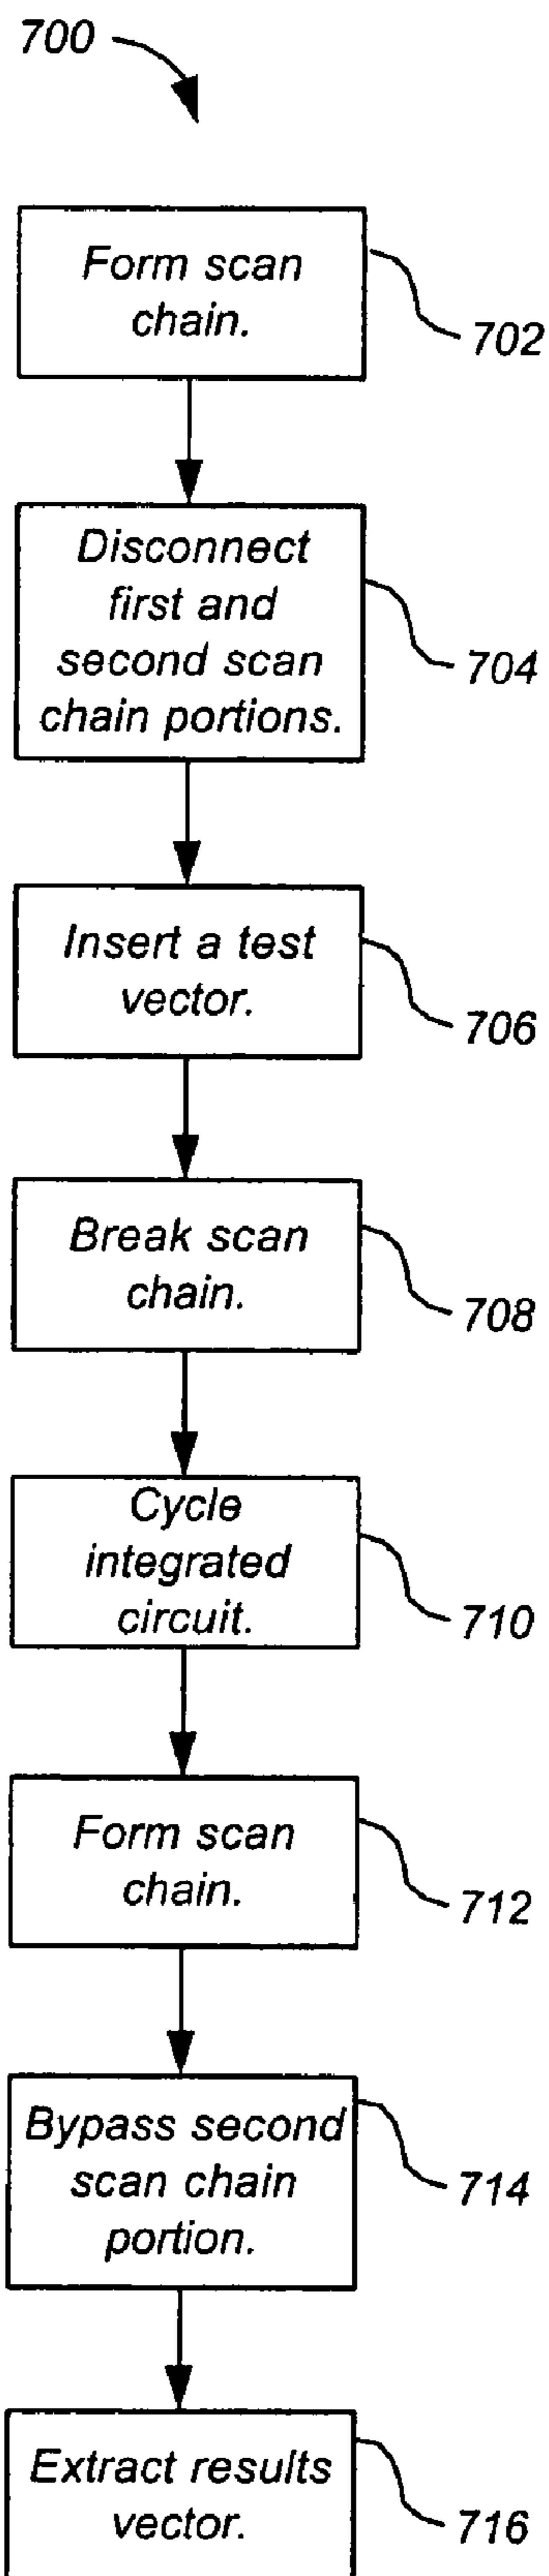 700
Form scan
chain.
702
Disconnect
first and
second scan
chain portions.
704
Insert a test
vector.
706
Break scan
chain.
708
Cycle
integrated
circuit.
710
Form scan
chain.
712
Bypass second
scan chain
portion.
714
Extract results
vector.
716